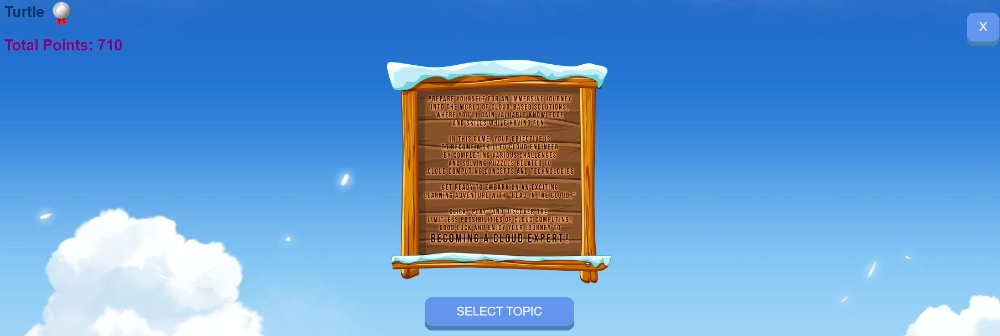 Turtle
Total Points: 710
X
PREPARE YOURSELF FOR AN IMMERSIVE JOURNEY
INTO THE WORLD OF CLOUD-BASED SOLUTIONS,
WHERE YOU'LL GAIN VALUABLE KNOWLEDGE
AND SKILLS WHILE HAVING FUN.
IN THIS GAME, YOUR OBJECTIVE IS
TO BECOME A SKILLED CLOUD ENGINEER
BY COMPLETING VARIOUS CHALLENGES
AND SOLVING PUZZLES RELATED TO
CLOUD COMPUTING CONCEPTS AND TECHNOLOGIES
GET READY TO EMBARK ON AN EXCITING
LEARNING ADVENTURE WITH "HEAD IN THE CLOUD."
CLICK "PLAY" AND DISCOVER THE
LIMITLESS POSSIBILITIES OF CLOUD COMPUTING!
GOOD LUCK AND ENJOY YOUR JOURNEY TO
BECOMING A CLOUD EXPERT!
SELECT TOPIC